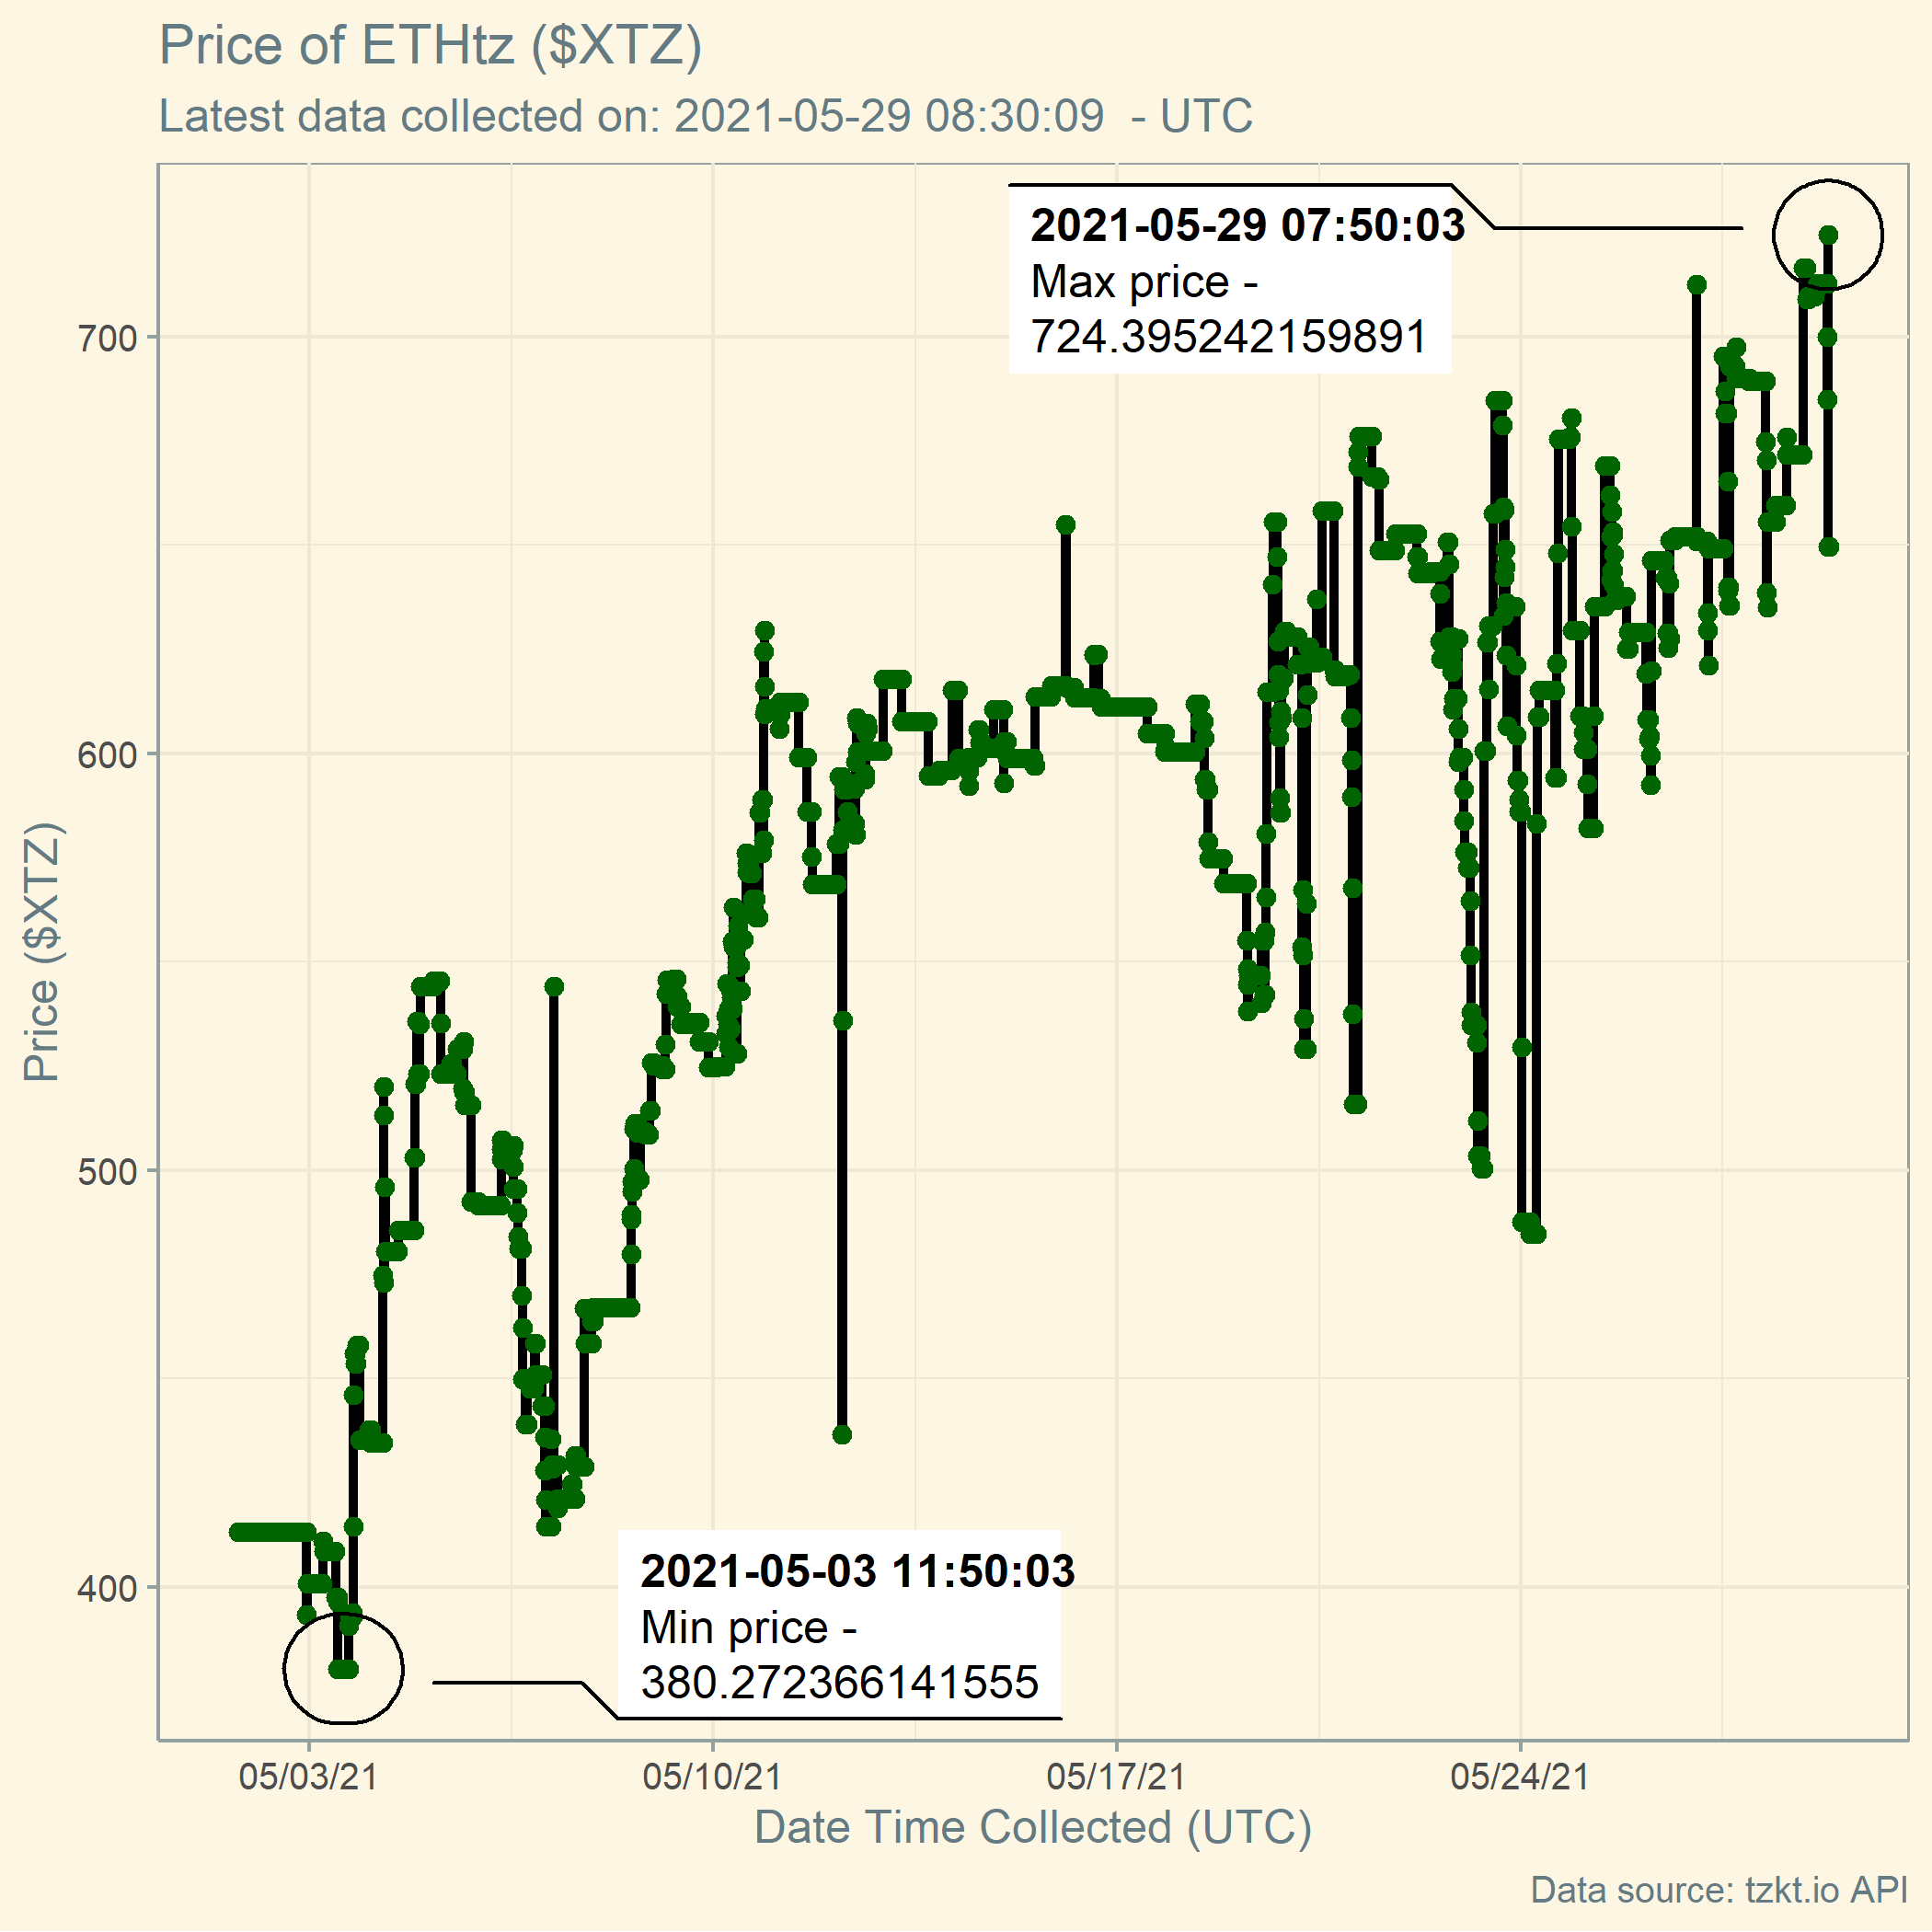 Price of ETHtz ($XTZ)
Latest data collected on: 2021-05-29 08:30:09  - UTC
2021-05-29 07:50:03
Max price -
724.395242159891
700
600
500
400
Price ($XTZ)
2021-05-03 11:50:03
Min price -
380.272366141555
05/03/21
05/10/21
05/17/21
05/24/21
Date Time Collected (UTC)
Data source: tzkt.io API